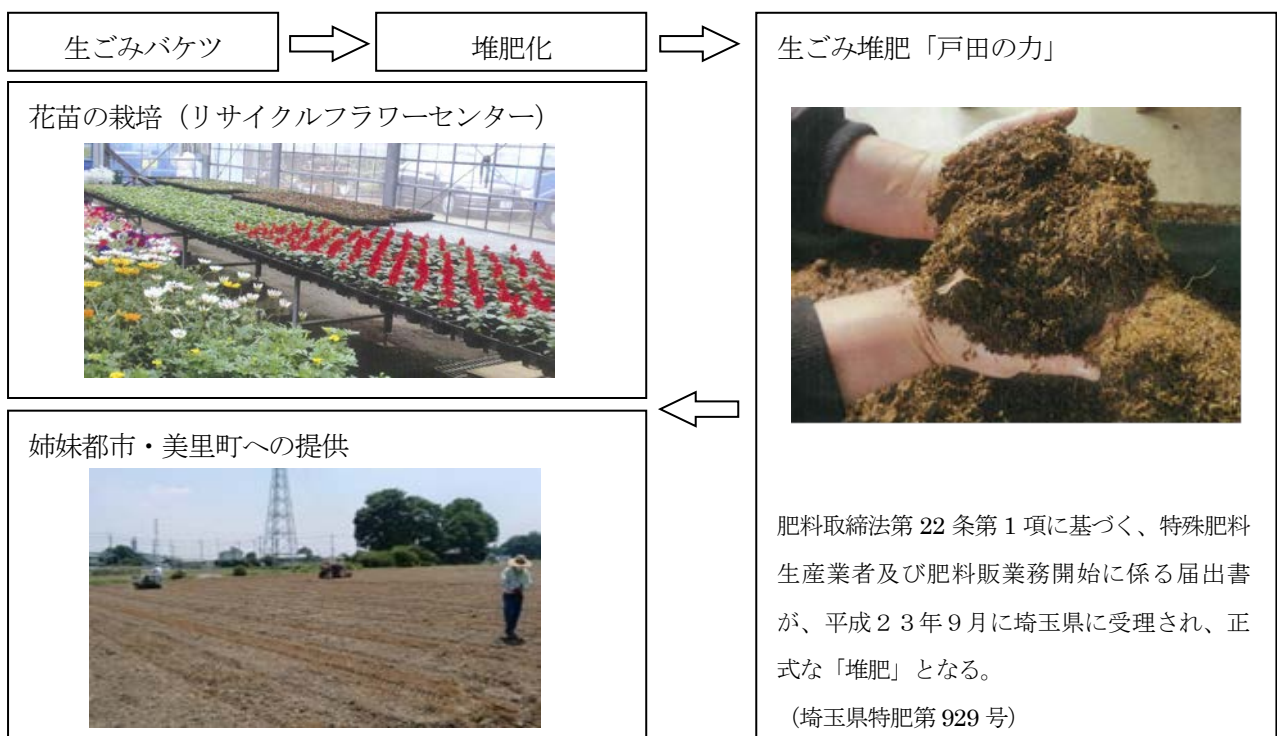 生ごみバケツ
堆肥化
生ごみ堆肥「戸田の力」
花苗の栽培（リサイクルフラワーセンター）
姉妹都市・美里町への提供
肥料取締法第 22 条第 1 項に基づく、特殊肥料
生産業者及び肥料販業務開始に係る届出書
が、平成２３年９月に埼玉県に受理され、正
式な「堆肥」となる。
（埼玉県特肥第 929 号）